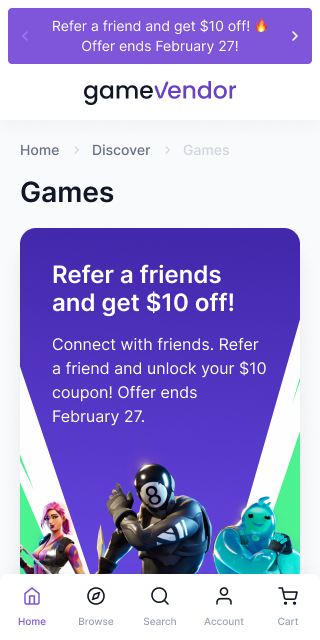 Refer a friend and get $10 off! 🔥
Offer ends February 27!
gameVendor
Home > Discover > Games
Games
Refer a friends
and get $10 off!
Connect with friends. Refer
a friend and unlock your $10
coupon! Offer ends
February 27.
8
Home Browse Search Account Cart